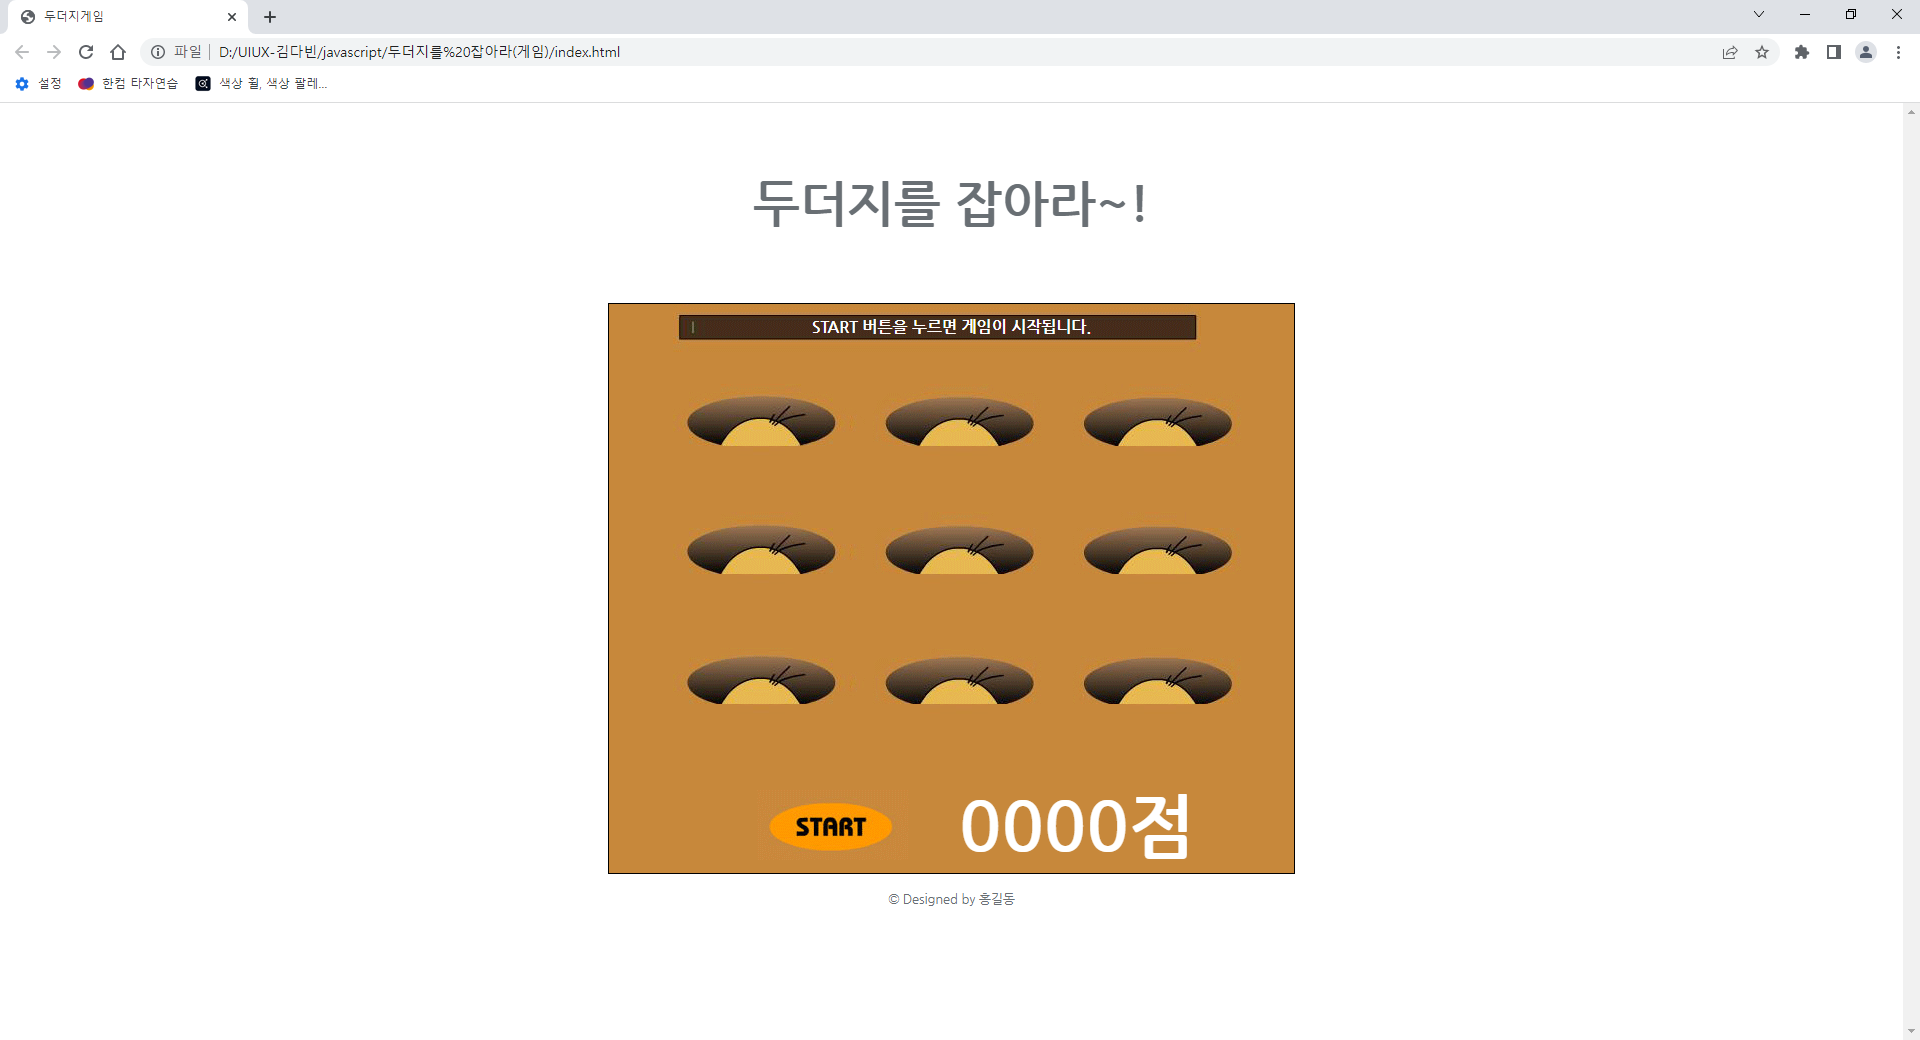 두더지게임
파일 D:/UIUX-김다빈/javascript/두더지를%20잡아라(게임)/index.html
설정 한컴 타자연습 색상 휠, 색상 팔레...
두더지를 잡아라~!
START 버튼을 누르면 게임이 시작됩니다.
START 0000점
© Designed by 홍길동